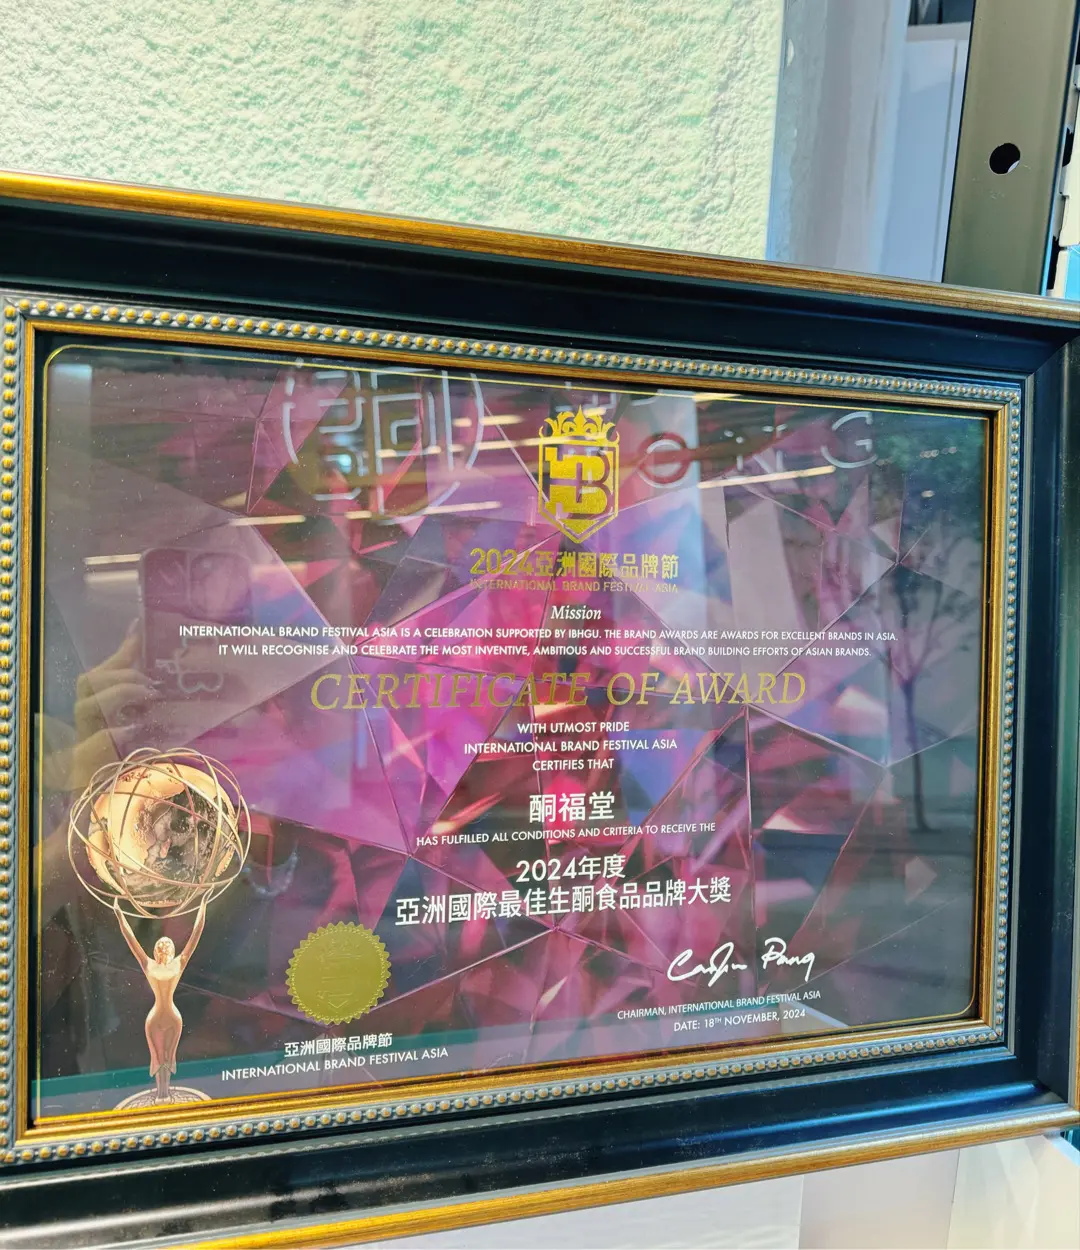 2024亞洲國際品牌節
INTERNATIONAL BRAND FESTIVAL ASIA
Mission
INTERNATIONAL BRAND FESTIVAL ASIA IS A CELEBRATION SUPPORTED BY IBHGU. THE BRAND AWARDS ARE AWARDS FOR EXCELLENT BRANDS IN ASIA.
IT WILL RECOGNISE AND CELEBRATE THE MOST INVENTIVE, AMBITIOUS AND SUCCESSFUL BRAND BUILDING EFFORTS OF ASIAN BRANDS.
CERTIFICATE OF AWARD
WITH UTMOST PRIDE
INTERNATIONAL BRAND FESTIVAL ASIA
CERTIFIES THAT
酮福堂
HAS FULFILLED ALL CONDITIONS AND CRITERIA TO RECEIVE THE
2024年度
亞洲國際最佳生酮食品品牌大獎
CHAIRMAN, INTERNATIONAL BRAND FESTIVAL ASIA
DATE: 18TH NOVEMBER, 2024
亞洲國際品牌節
INTERNATIONAL BRAND FESTIVAL ASIA